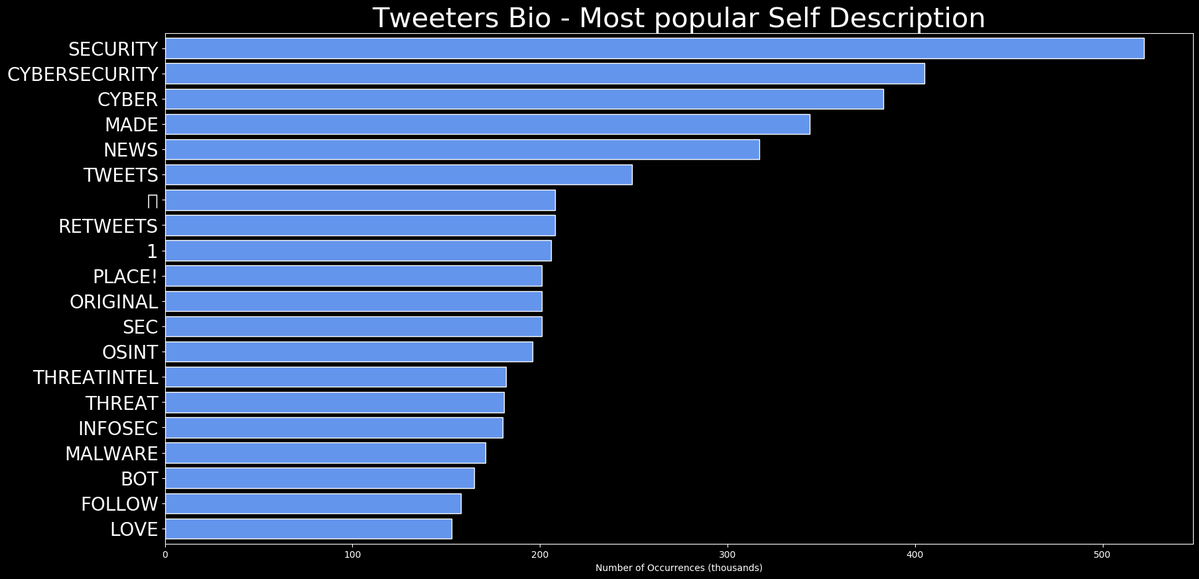 Tweeters Bio - Most popular Self Description
SECURITY
CYBERSECURITY
CYBER
MADE
NEWS
TWEETS
RETWEETS
1
PLACE!
ORIGINAL
SEC
OSINT
THREATINTEL
THREAT
INFOSEC
MALWARE
BOT
FOLLOW
LOVE
0 100 200 300 400 500
Number of Occurrences (thousands)